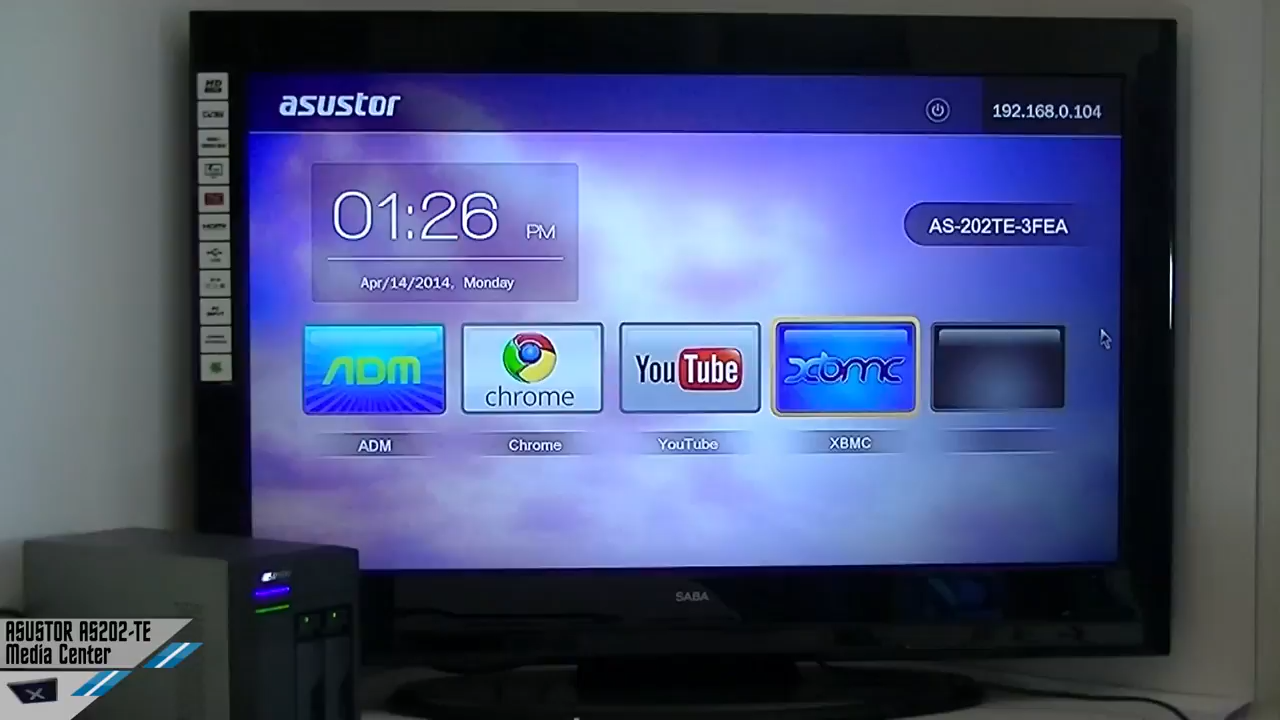 asustor
192.168.0.104
01:26 PM
Apr/14/2014, Monday
AS-202TE-3FEA
ADM
chrome
YouTube
xbmc
ADM
Chrome
YouTube
XBMC
SABA
ASUSTOR AS202-TE
Media Center
X